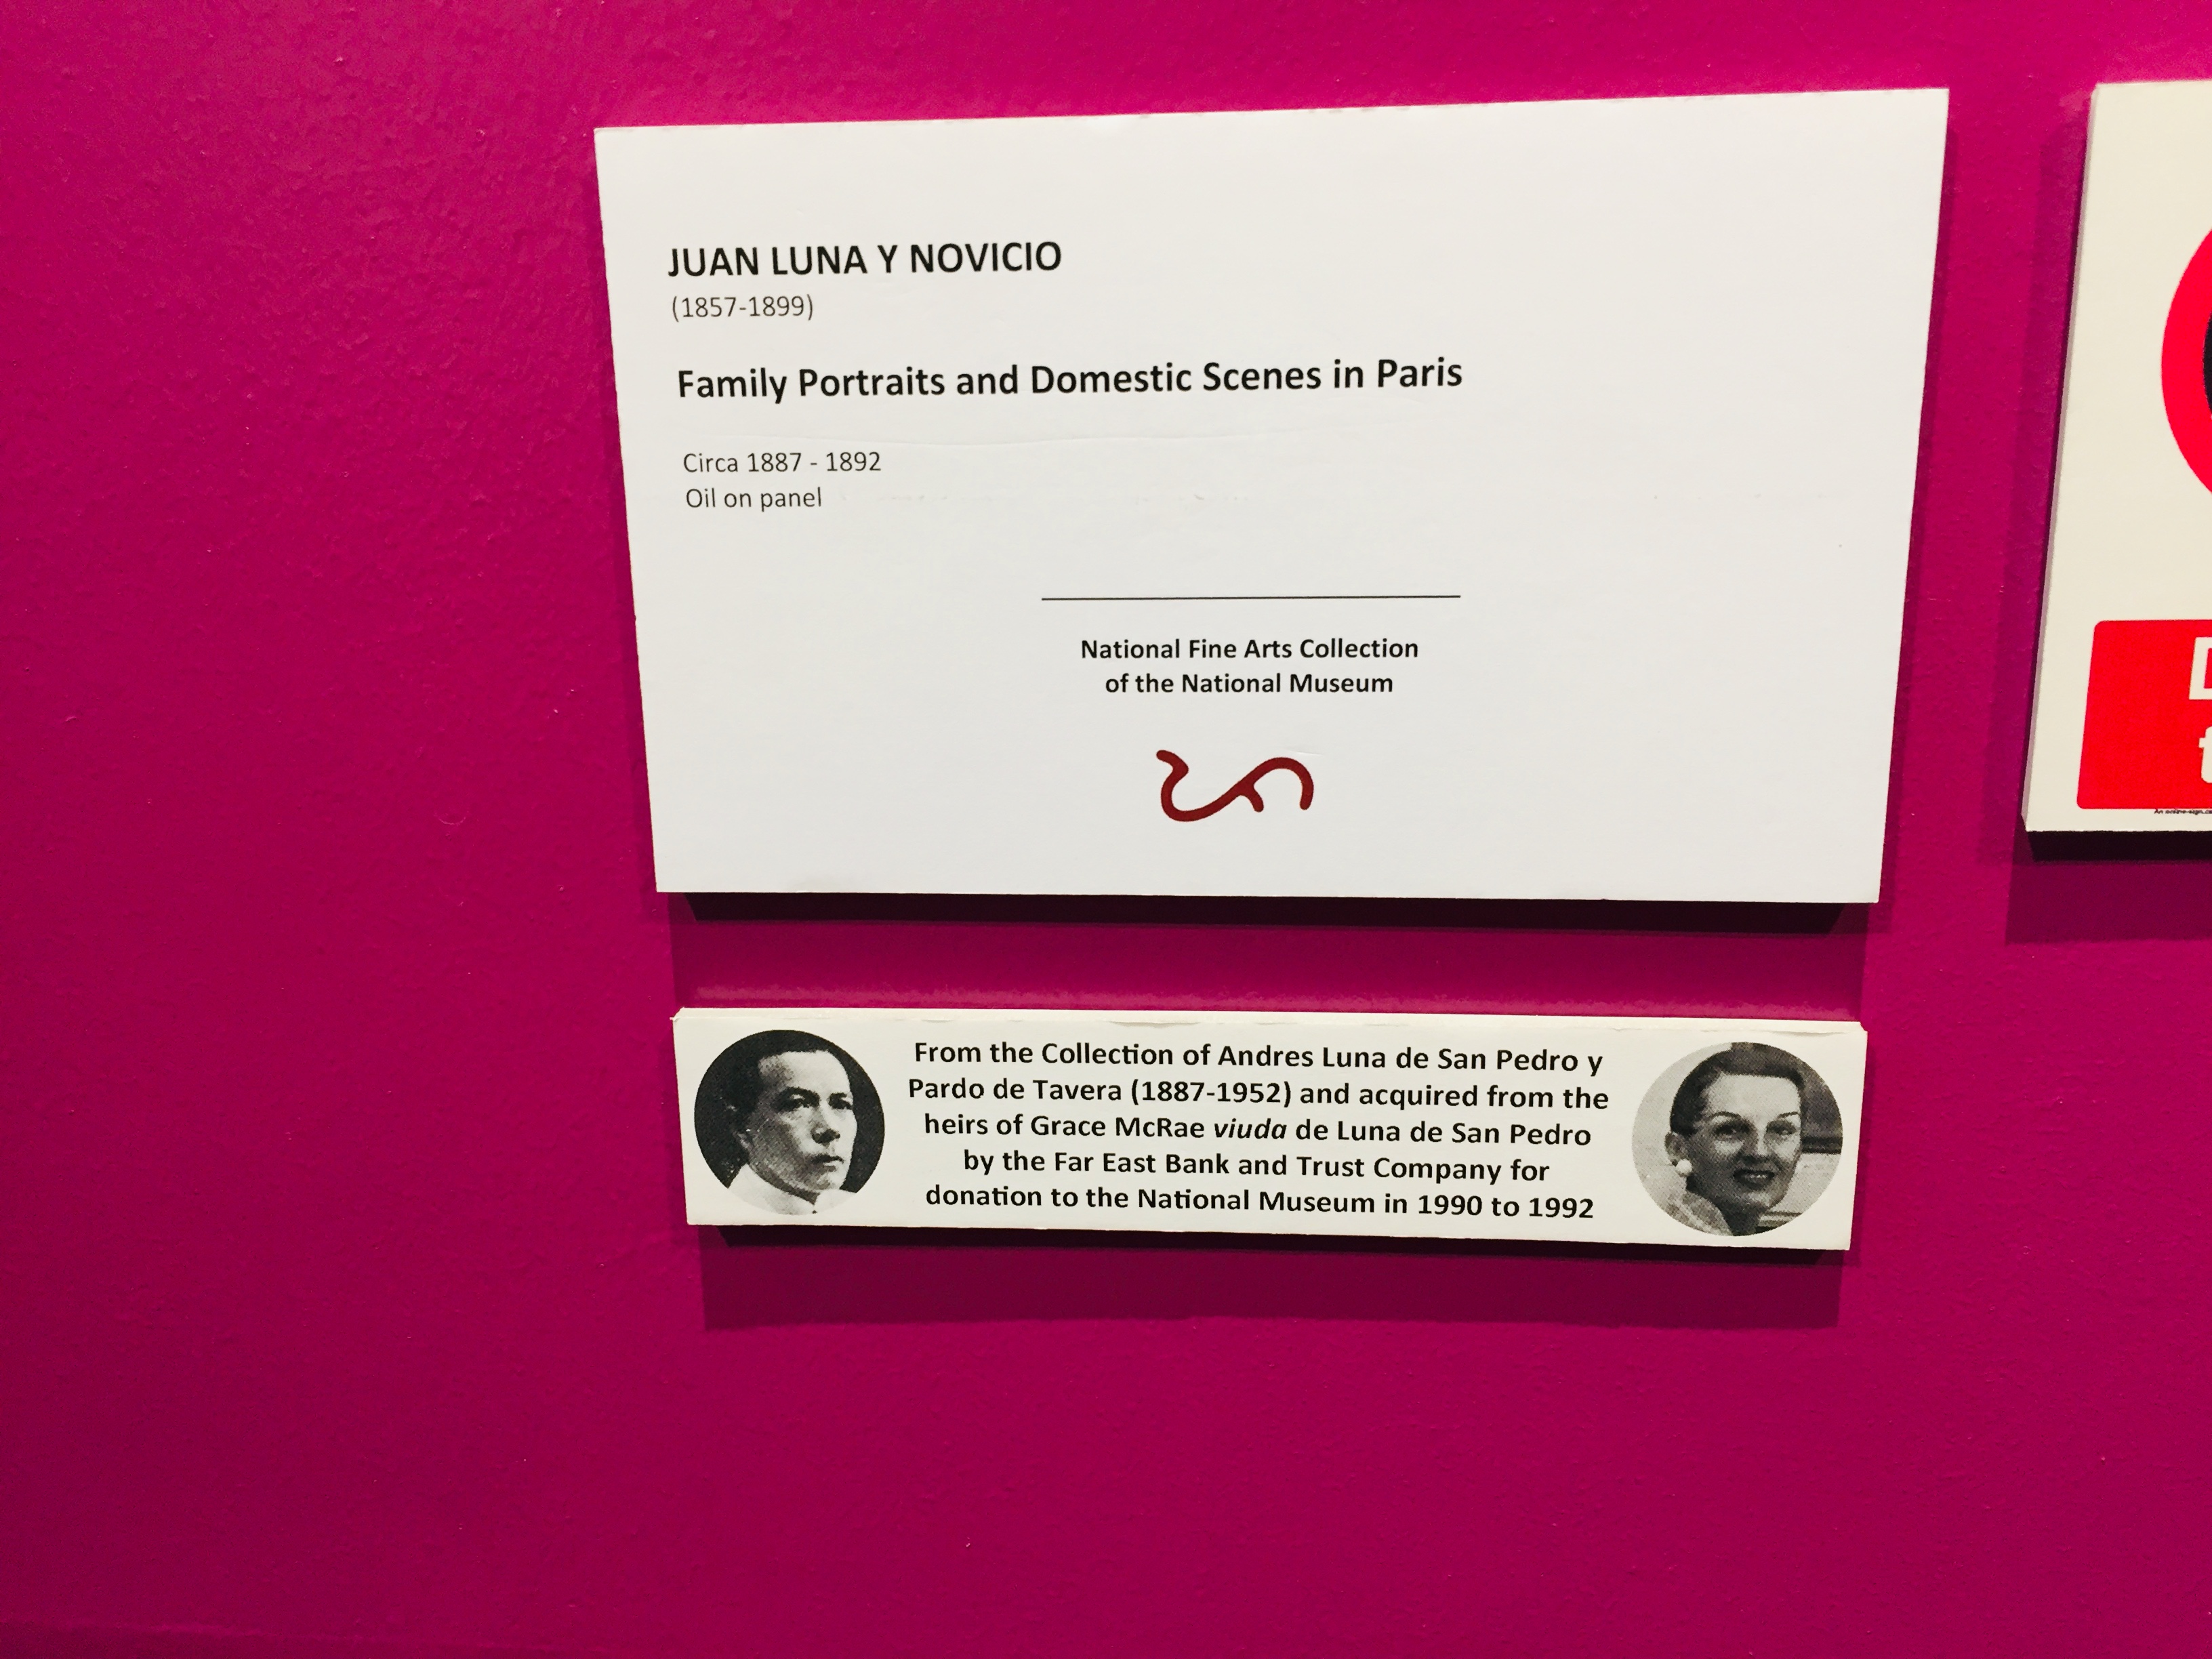 JUAN LUNA Y NOVICIO
(1857-1899)
Family Portraits and Domestic Scenes in Paris
Circa 1887 - 1892
Oil on panel
National Fine Arts Collection
of the National Museum
From the Collection of Andres Luna de San Pedro y
Pardo de Tavera (1887-1952) and acquired from the
heirs of Grace McRae viuda de Luna de San Pedro
by the Far East Bank and Trust Company for
donation to the National Museum in 1990 to 1992